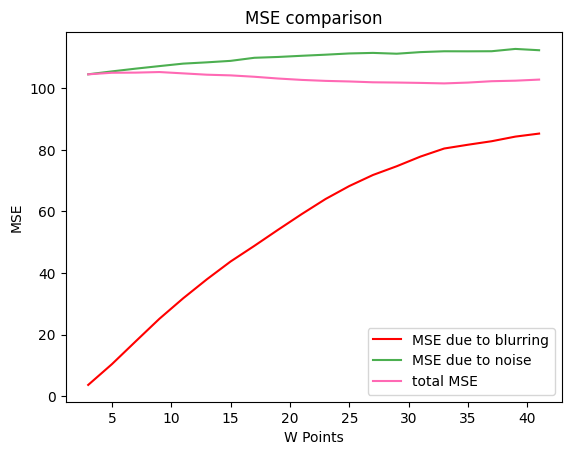 MSE comparison
MSE
100
80
60
40
20
0
5 10 15 20 25 30 35 40
W Points
MSE due to blurring
MSE due to noise
total MSE